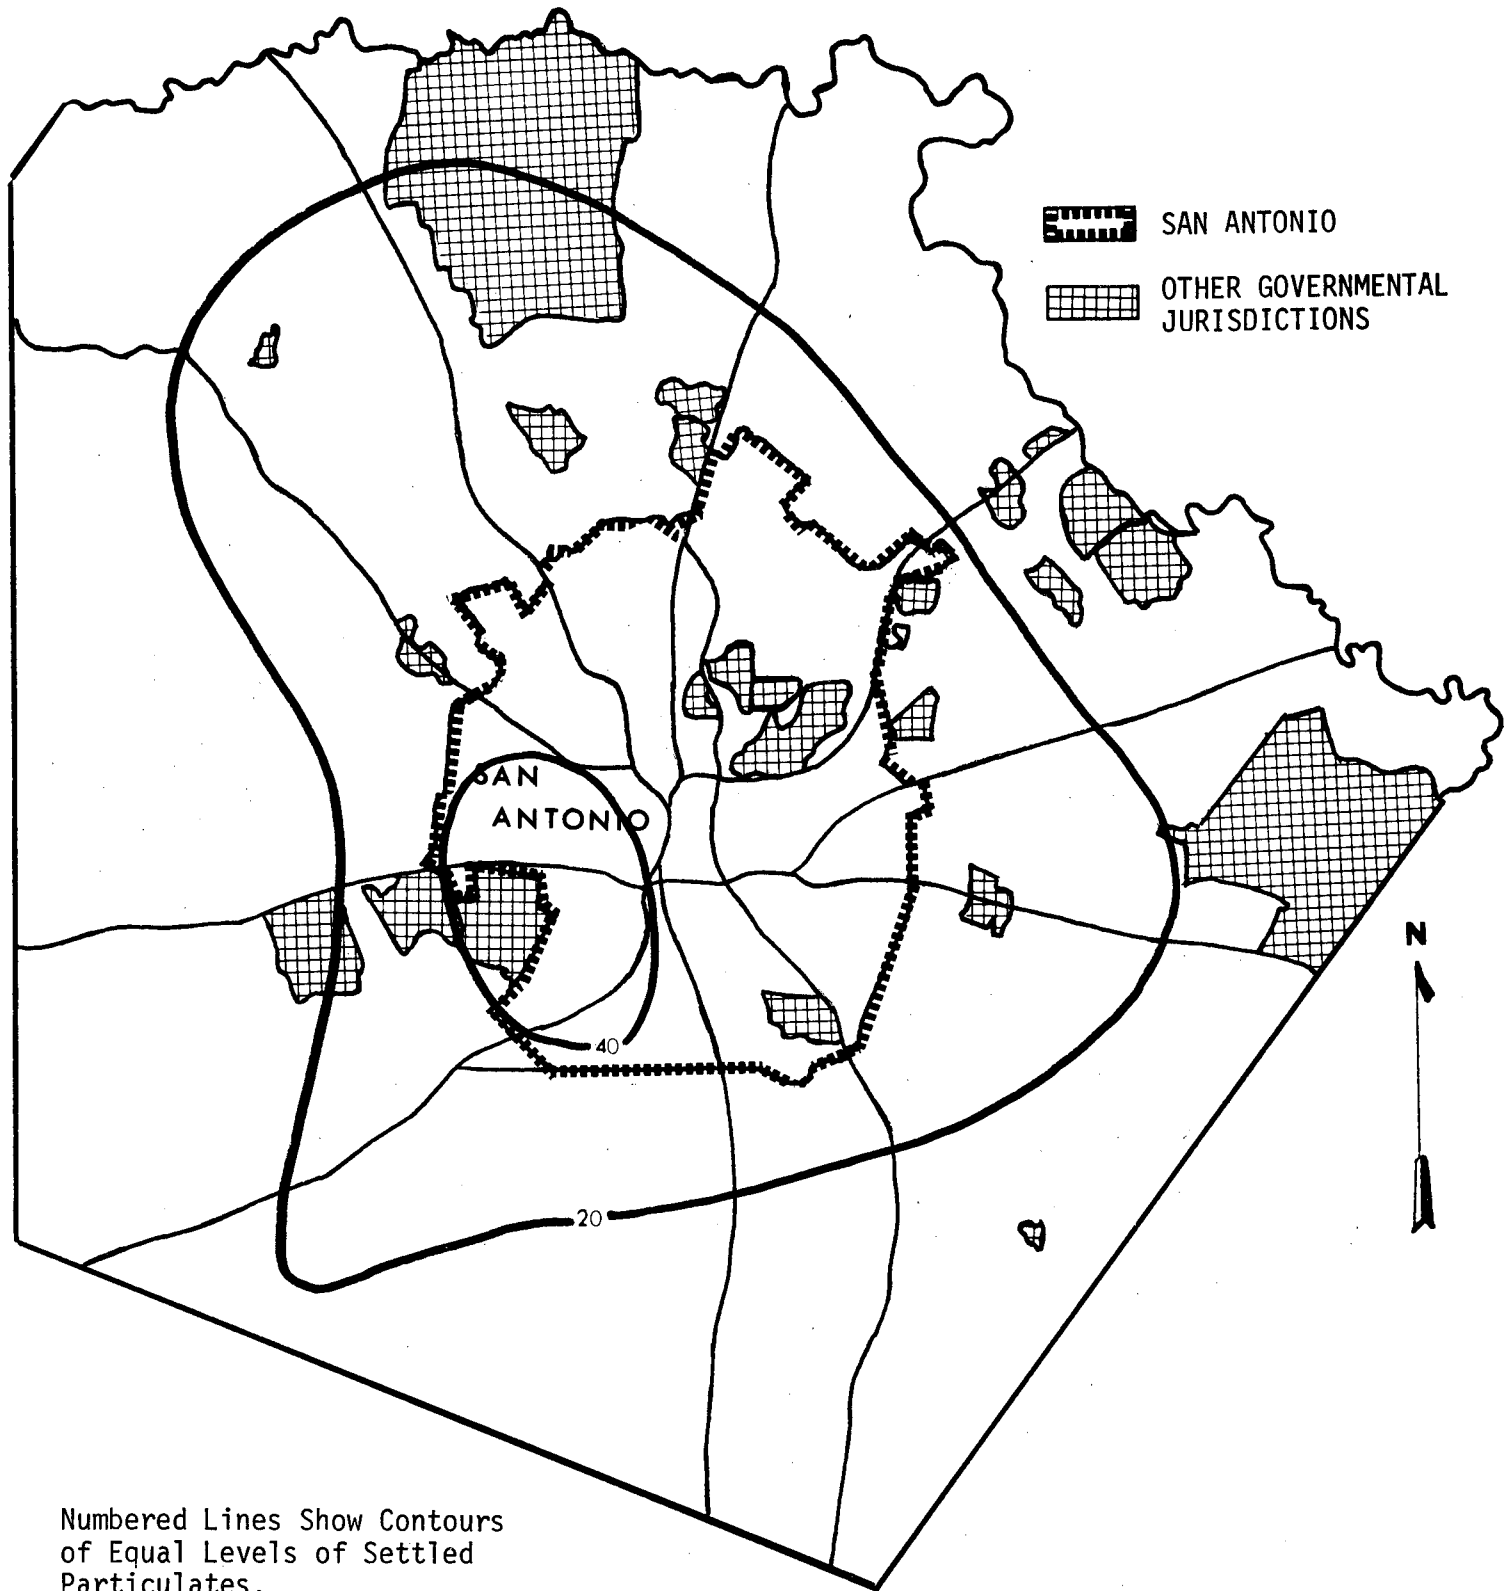 SAN ANTONIO
OTHER GOVERNMENTAL
JURISDICTIONS
SAN
ANTONIO
40
N
20
Numbered Lines Show Contours
of Equal Levels of Settled
Particulates.